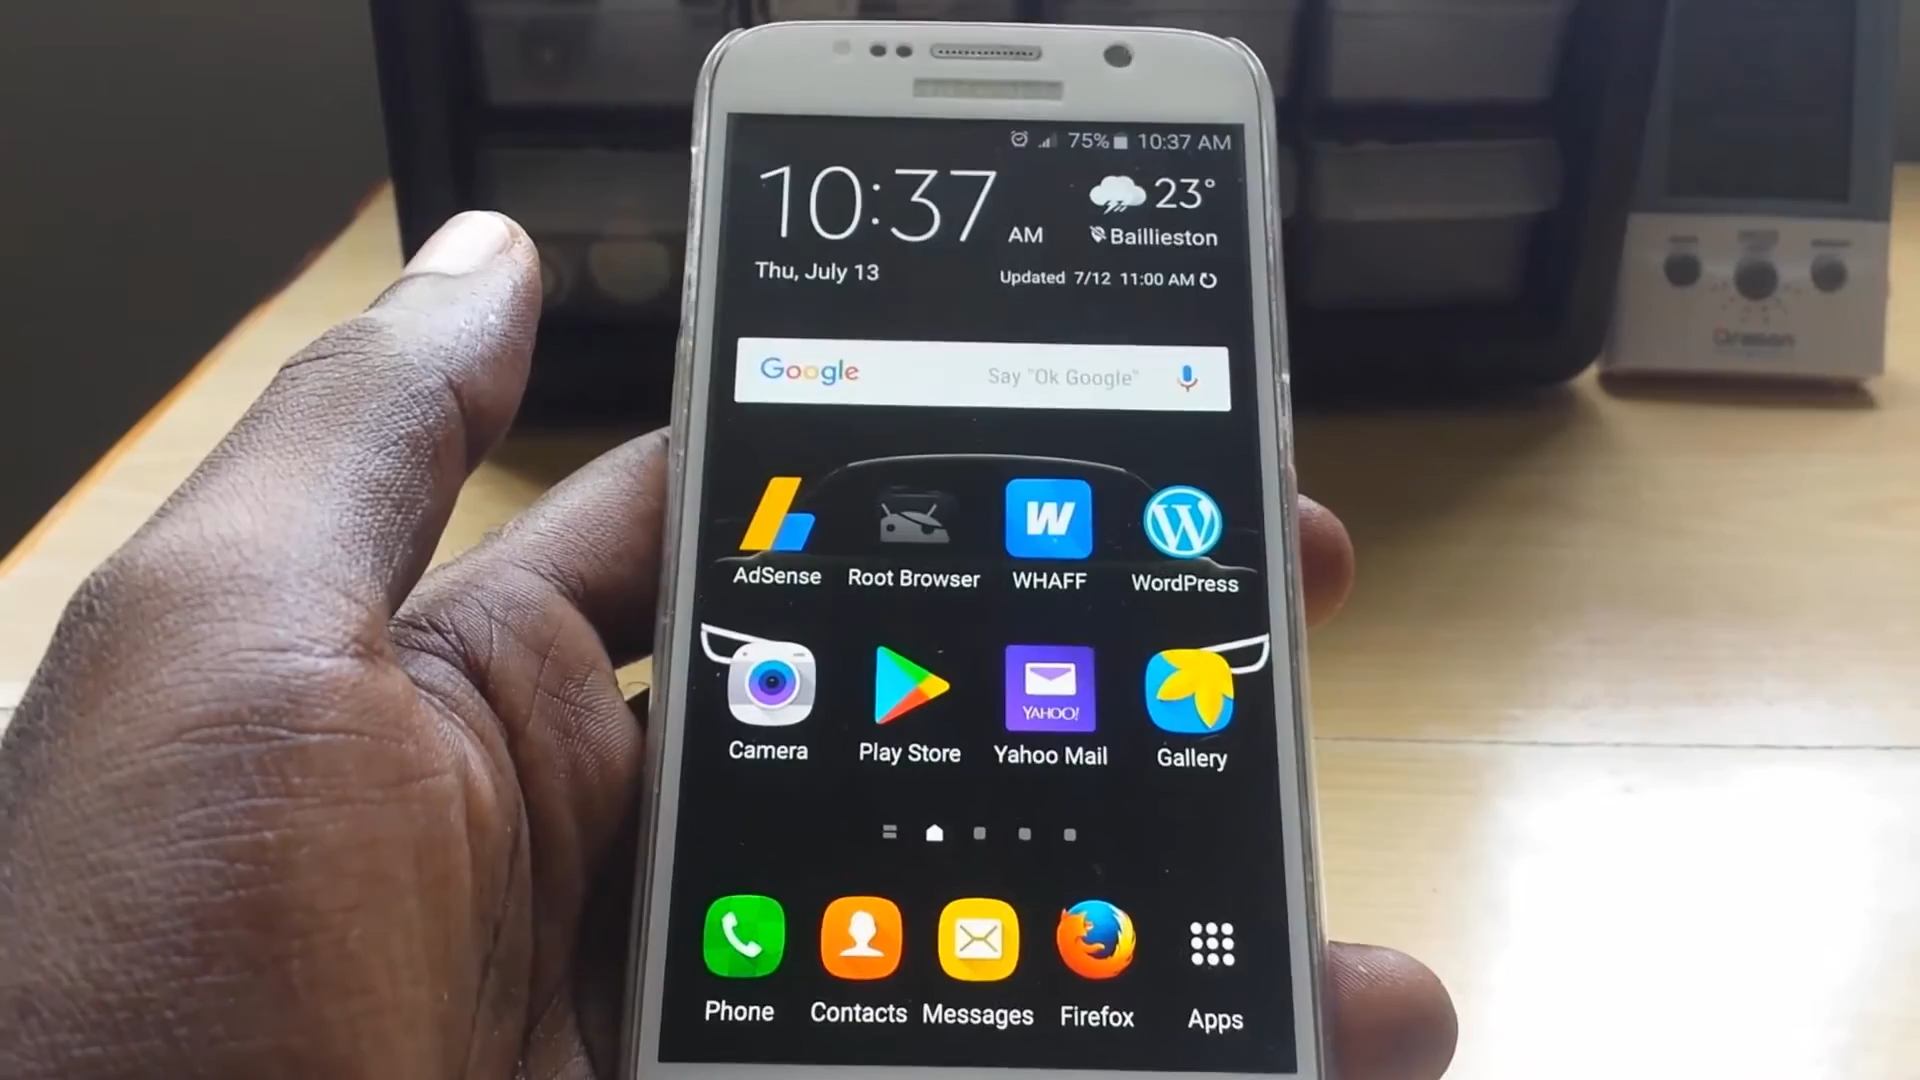 75% 10:37 AM
10:37 AM
23°
Baillieston
Thu, July 13
Updated 7/12 11:00 AM
Google Say "Ok Google"
AdSense Root Browser WHAFF WordPress
YAHOO!
Camera Play Store Yahoo Mail Gallery
Phone Contacts Messages Firefox Apps